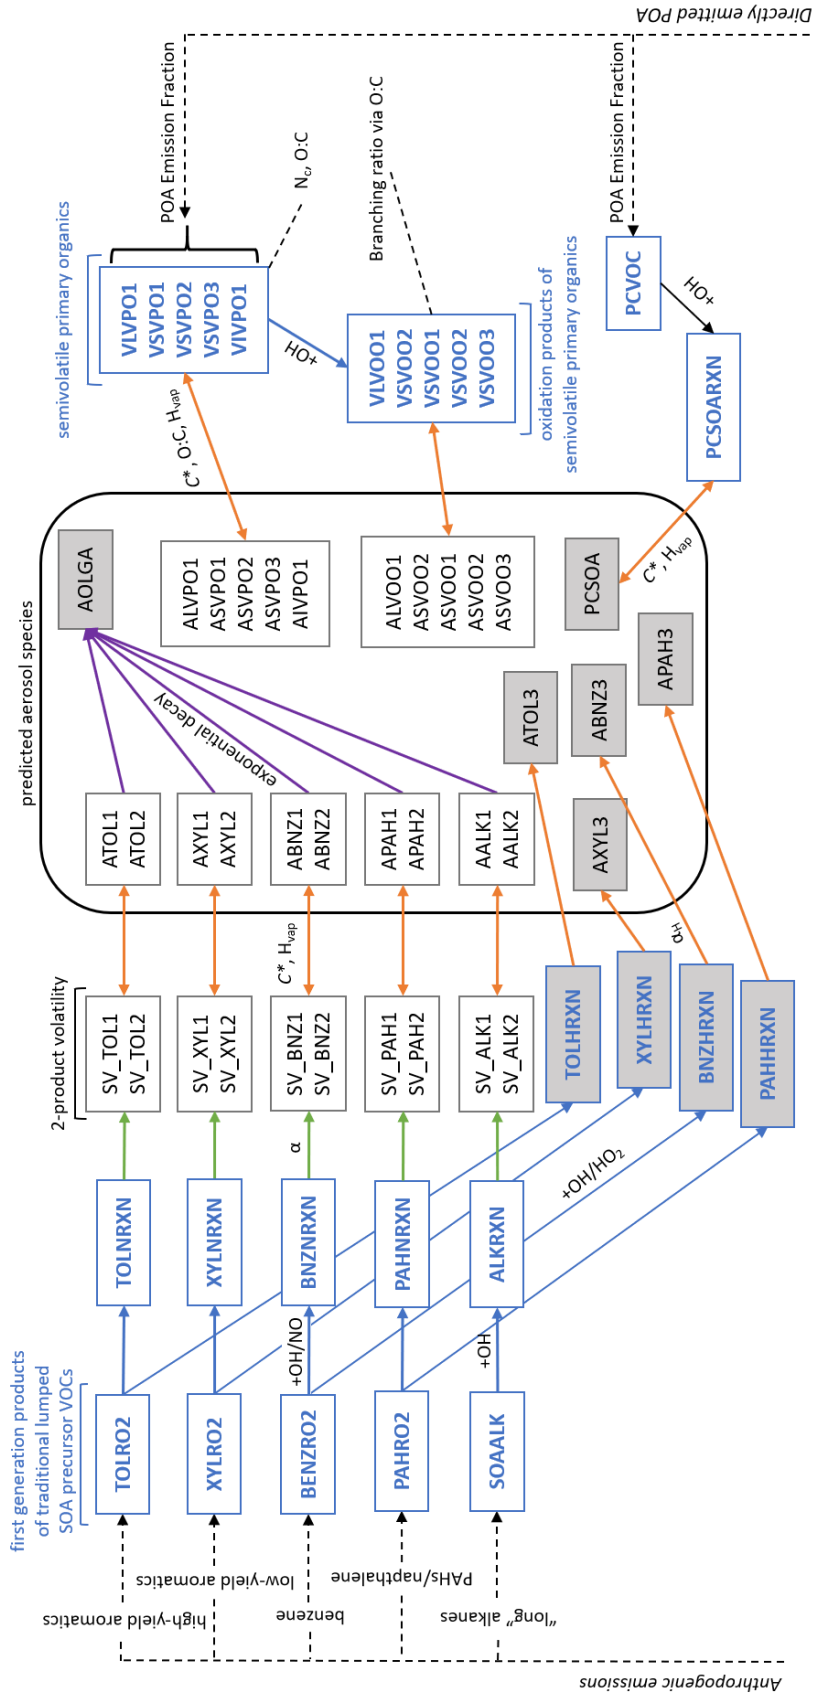 Anthropogenic emissions
high-yield aromatics
low-yield aromatics
benzene
PAHs/napthalene
"long" alkanes
first generation products
of traditional lumped
SOA precursor VOCs
TOLRO2
XYLRO2
BENZRO2
PAHRO2
SOAALK
+OH/NO
+OH
TOLNRXN
XYLNRXN
BNZNRXN
PAHNRXN
ALKRXN
+OH/HO2
α
2-product volatility
SV_TOL1
SV_TOL2
SV_XYL1
SV_XYL2
SV_BNZ1
SV_BNZ2
SV_PAH1
SV_PAH2
SV_ALK1
SV_ALK2
TOLHRXN
XYLHRXN
BNZHRXN
PAHHRXN
C*, Hvap
αH
predicted aerosol species
ATOL1
ATOL2
AXYL1
AXYL2
ABNZ1
ABNZ2
APAH1
APAH2
AALK1
AALK2
AXYL3
ATOL3
ABNZ3
APAH3
exponential decay
AOLGA
ALVPO1
ASVPO1
ASVPO2
ASVPO3
AIVPO1
ALVOO1
ASVOO2
ASVOO1
ASVOO2
ASVOO3
PCSOA
C*, O:C, Hvap
C*, Hvap
semivolatile primary organics
VLVPO1
VSVPO1
VSVPO2
VSVPO3
VIVPO1
+OH
VLVOO1
VSVOO2
VSVOO1
VSVOO2
VSVOO3
oxidation products of
semivolatile primary organics
PCSOARXN
+OH
PCVOC
Nc, O:C
Branching ratio via O:C
POA Emission Fraction
POA Emission Fraction
Directly emitted POA